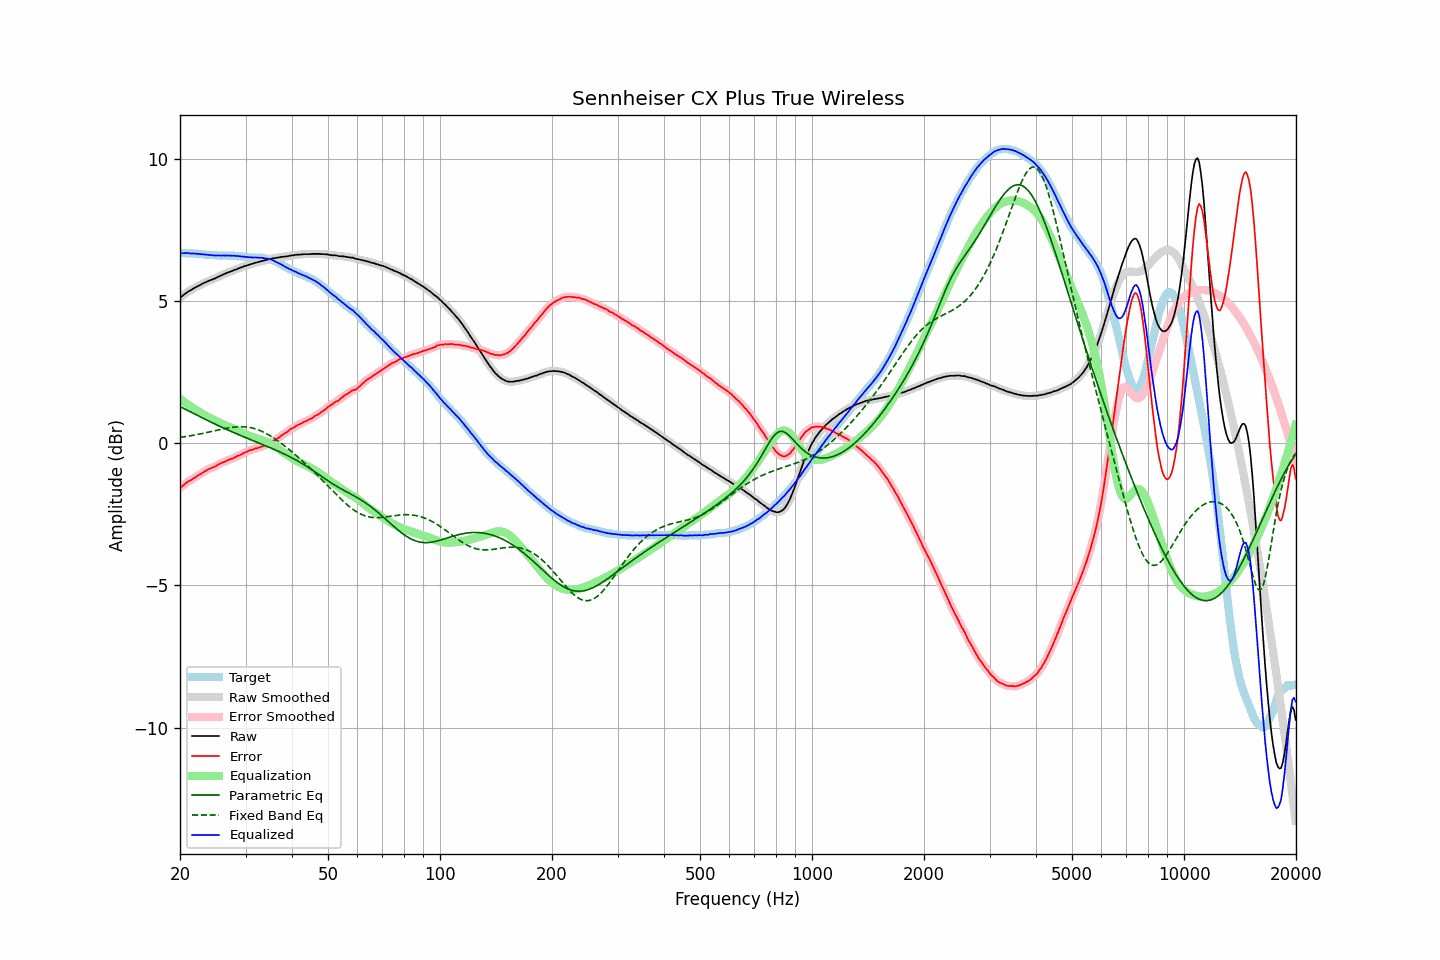 Sennheiser CX Plus True Wireless
Amplitude (dBr)
10
5
0
−5
−10
Target
Raw Smoothed
Error Smoothed
Raw
Error
Equalization
Parametric Eq
Fixed Band Eq
Equalized
20 50 100 200 500 1000 2000 5000 10000 20000
Frequency (Hz)